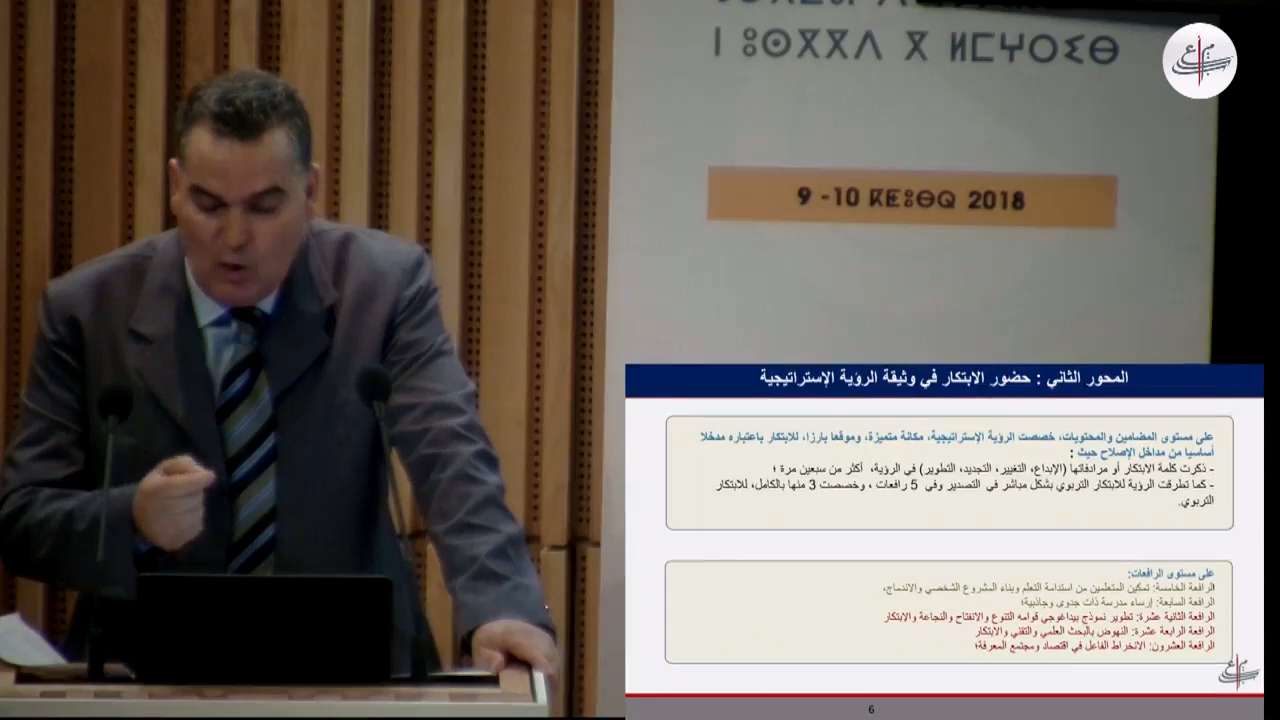 ⵏ ⵓⵙⴳⴳⴷ ⴳ ⵍⵎⵖⵔⵉⴱ
9 -10 ⴽⵟⵓⴱⵕ 2018
المحور الثاني : حضور الابتكار في وثيقة الرؤية الإستراتيجية
على مستوى المضامين والمحتويات، خصصت الرؤية الإستراتيجية، مكانة متميزة، وموقعا بارزا، للابتكار باعتباره مدخلا
أساسيا من مداخل الإصلاح حيث :
- ذكرت كلمة الابتكار أو مرادفاتها (الإبداع، التغيير، التجديد، التطوير) في الرؤية، أكثر من سبعين مرة ؛
- كما تطرقت الرؤية للابتكار التربوي بشكل مباشر في التصدير وفي 5 رافعات ، وخصصت 3 منها بالكامل، للابتكار
التربوي.
على مستوى الرافعات:
الرافعة الخامسة: تمكين المتعلمين من استدامة التعلم وبناء المشروع الشخصي والاندماج،
الرافعة السابعة: إرساء مدرسة ذات جدوى وجاذبية؛
الرافعة الثانية عشرة: تطوير نموذج بيداغوجي قوامه التنوع والانفتاح والنجاعة والابتكار
الرافعة الرابعة عشرة: النهوض بالبحث العلمي والتقني والابتكار
الرافعة العشرون: الانخراط الفاعل في اقتصاد ومجتمع المعرفة؛
6